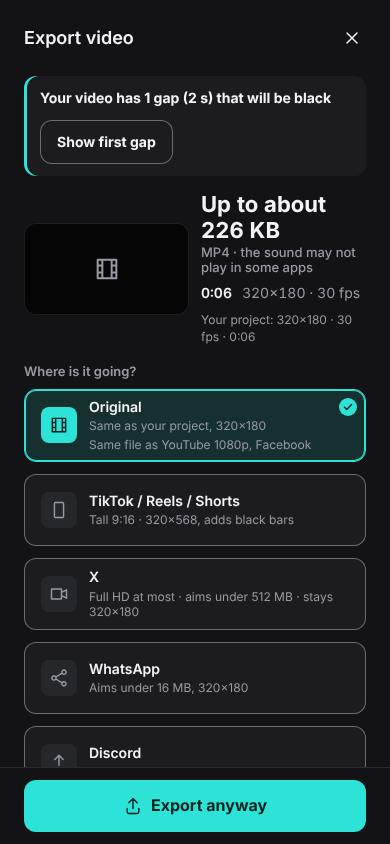 Export video
Your video has 1 gap (2 s) that will be black
Show first gap
Up to about
226 KB
MP4 · the sound may not
play in some apps
0:06 320×180 · 30 fps
Your project: 320×180 · 30
fps · 0:06
Where is it going?
Original
Same as your project, 320×180
Same file as YouTube 1080p, Facebook
TikTok / Reels / Shorts
Tall 9:16 · 320×568, adds black bars
X
Full HD at most · aims under 512 MB · stays
320×180
WhatsApp
Aims under 16 MB, 320×180
Discord
Export anyway